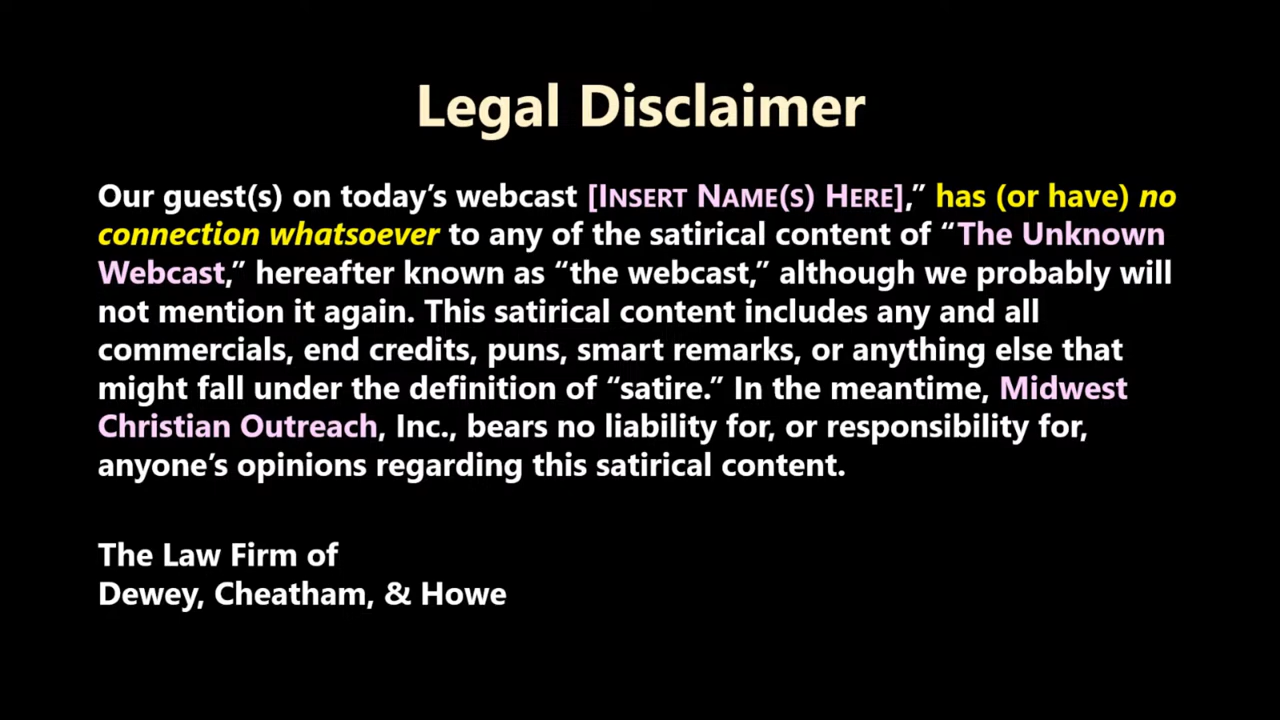 Legal Disclaimer
Our guest(s) on today’s webcast [INSERT NAME(S) HERE],” has (or have) no
connection whatsoever to any of the satirical content of “The Unknown
Webcast,” hereafter known as “the webcast,” although we probably will
not mention it again. This satirical content includes any and all
commercials, end credits, puns, smart remarks, or anything else that
might fall under the definition of “satire.” In the meantime, Midwest
Christian Outreach, Inc., bears no liability for, or responsibility for,
anyone’s opinions regarding this satirical content.
The Law Firm of
Dewey, Cheatham, & Howe